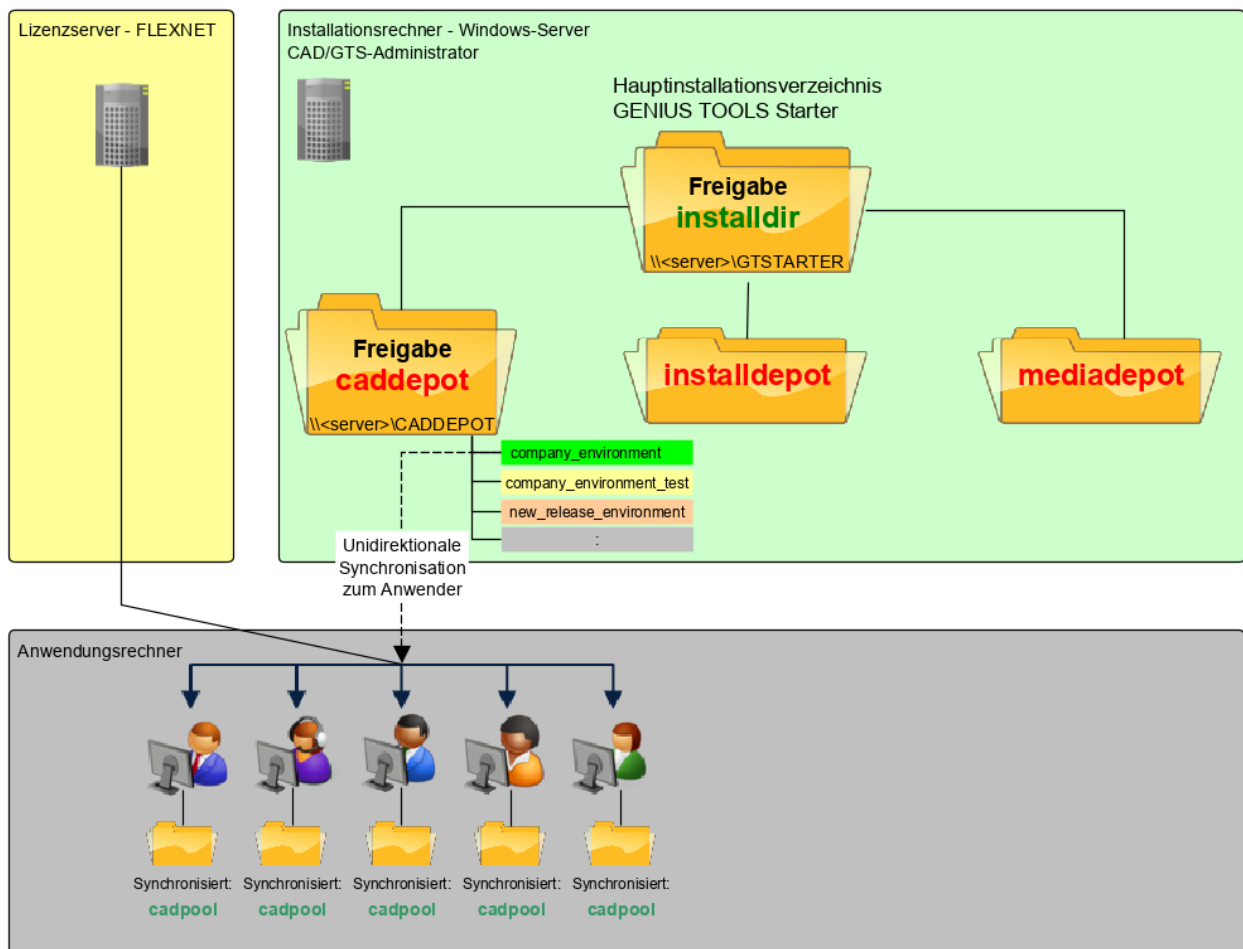 Lizenzserver - FLEXNET
Installationsrechner - Windows-Server
CAD/GTS-Administrator
Hauptinstallationsverzeichnis
GENIUS TOOLS Starter
Freigabe
installdir
\\<server>\GTSTARTER
Freigabe
caddepot
\\<server>\CADDEPOT
installdepot
mediadepot
company_environment
company_environment_test
new_release_environment
:
Unidirektionale
Synchronisation
zum Anwender
Anwendungsrechner
Synchronisiert:
cadpool
Synchronisiert:
cadpool
Synchronisiert:
cadpool
Synchronisiert:
cadpool
Synchronisiert:
cadpool